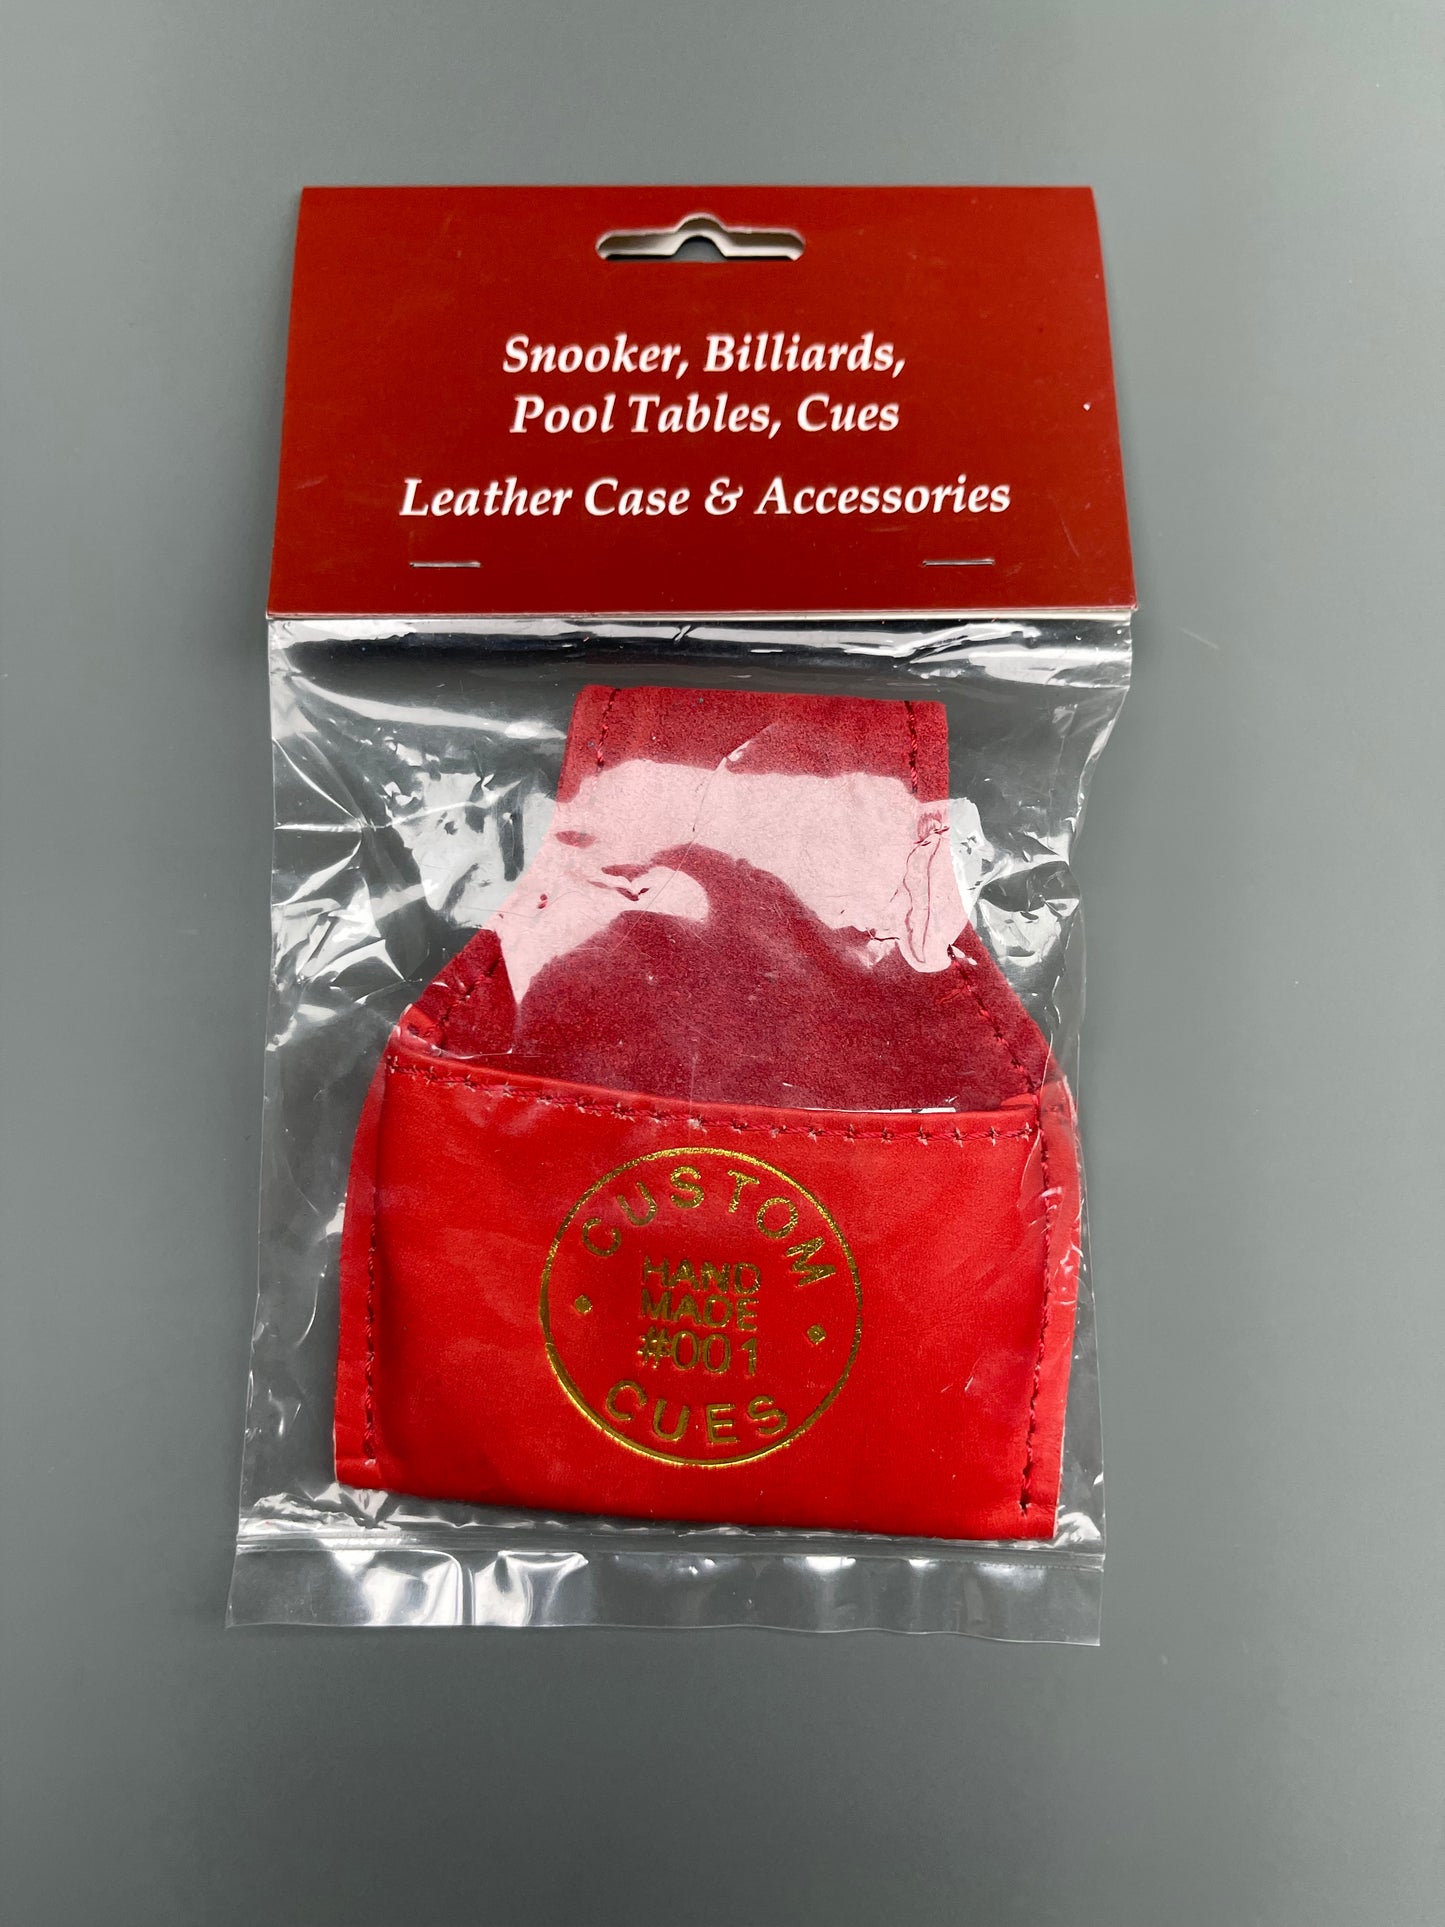 Snooker, Billiards,
Pool Tables, Cues
Leather Case & Accessories
CUSTOM
HAND
MADE
#001
CUES